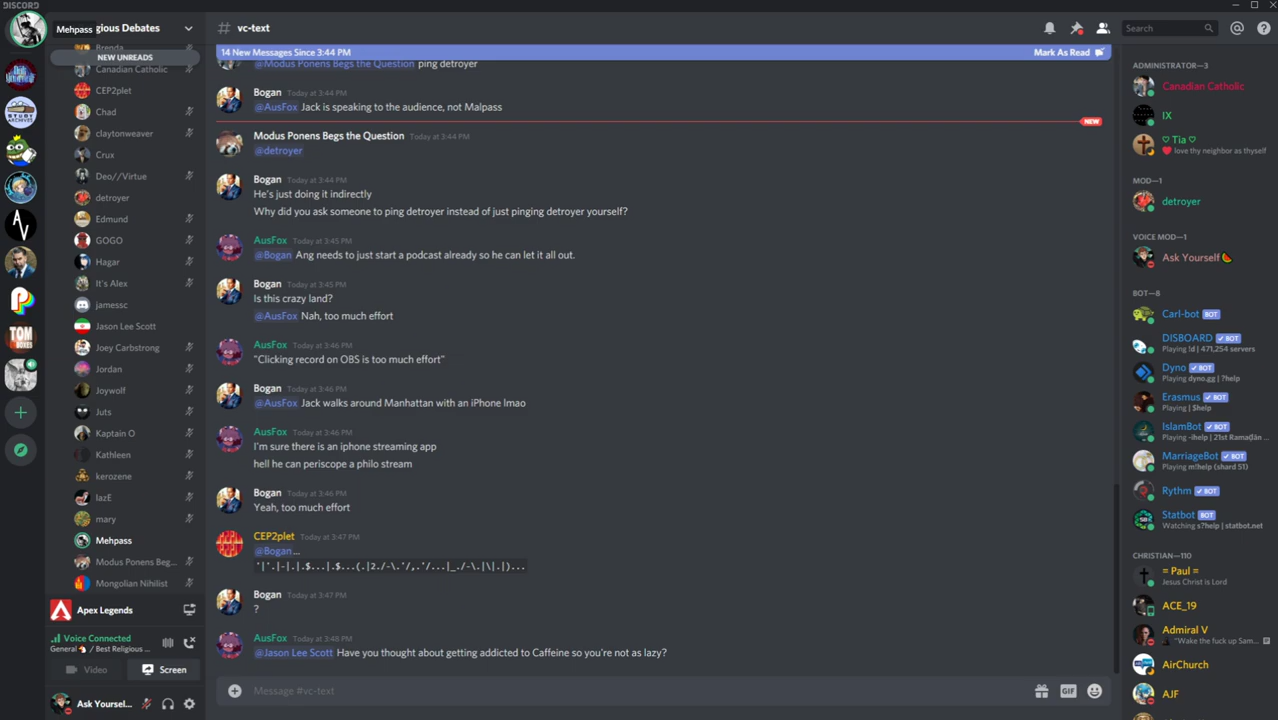 DISCORD
Mehpass
gious Debates
NEW UNREADS
Brenda
Canadian Catholic
CEP2plet
Chad
claytonweaver
Crux
Deo//Virtue
detroyer
Edmund
GOGO
Hagar
It's Alex
jamessc
Jason Lee Scott
Joey Carbstrong
Jordan
Joywolf
Juts
Kaptain O
Kathleen
kerozene
lazE
mary
Mehpass
Modus Ponens Beg...
Mongolian Nihilist
Apex Legends
Voice Connected
General / Best Religious ...
Video
Screen
Ask Yoursel...
STUDY
ARCHIVES
AV
P
TOM
BOXES
# vc-text
Search
14 New Messages Since 3:44 PM
Mark As Read
@Modus Ponens Begs the Question ping detroyer
Bogan Today at 3:44 PM
@AusFox Jack is speaking to the audience, not Malpass
NEW
Modus Ponens Begs the Question Today at 3:44 PM
@detroyer
Bogan Today at 3:44 PM
He's just doing it indirectly
Why did you ask someone to ping detroyer instead of just pinging detroyer yourself?
AusFox Today at 3:45 PM
@Bogan Ang needs to just start a podcast already so he can let it all out.
Bogan Today at 3:45 PM
Is this crazy land?
@AusFox Nah, too much effort
AusFox Today at 3:46 PM
"Clicking record on OBS is too much effort"
Bogan Today at 3:46 PM
@AusFox Jack walks around Manhattan with an iPhone lmao
AusFox Today at 3:46 PM
I'm sure there is an iphone streaming app
hell he can periscope a philo stream
Bogan Today at 3:46 PM
Yeah, too much effort
CEP2plet Today at 3:47 PM
@Bogan...
Bogan Today at 3:47 PM
?
AusFox Today at 3:48 PM
@Jason Lee Scott Have you thought about getting addicted to Caffeine so you're not as lazy?
Message #vc-text
GIF
ADMINISTRATOR—3
Canadian Catholic
IX
♡ Tia ♡
❤ love thy neighbor as thyself
MOD—1
detroyer
VOICE MOD—1
Ask Yourself 🍉
BOT—8
Carl-bot BOT
DISBOARD ✓ BOT
Playing !d | 471,254 servers
Dyno ✓ BOT
Playing dyno.gg | ?help
Erasmus ✓ BOT
Playing | $help
IslamBot ✓ BOT
Playing -ihelp | 21st Ramaḍān ...
MarriageBot ✓ BOT
Playing m!help (shard 51)
Rythm ✓ BOT
Statbot BOT
Watching s?help | statbot.net
CHRISTIAN—110
= Paul =
Jesus Christ is Lord
ACE_19
Admiral V
"Wake the fuck up Sam...
AirChurch
AJF